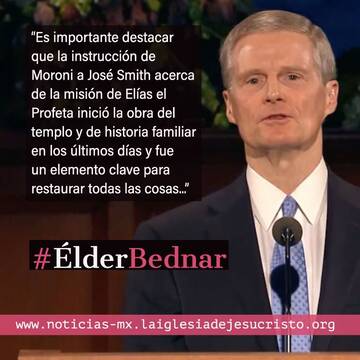 “Es importante destacar
que la instrucción de
Moroni a José Smith acerca
de la misión de Elías el
Profeta inició la obra del
templo y de historia familiar
en los últimos días y fue
un elemento clave para
restaurar todas las cosas...”
#ÉlderBednar
www.noticias-mx.laiglesiadejesucristo.org